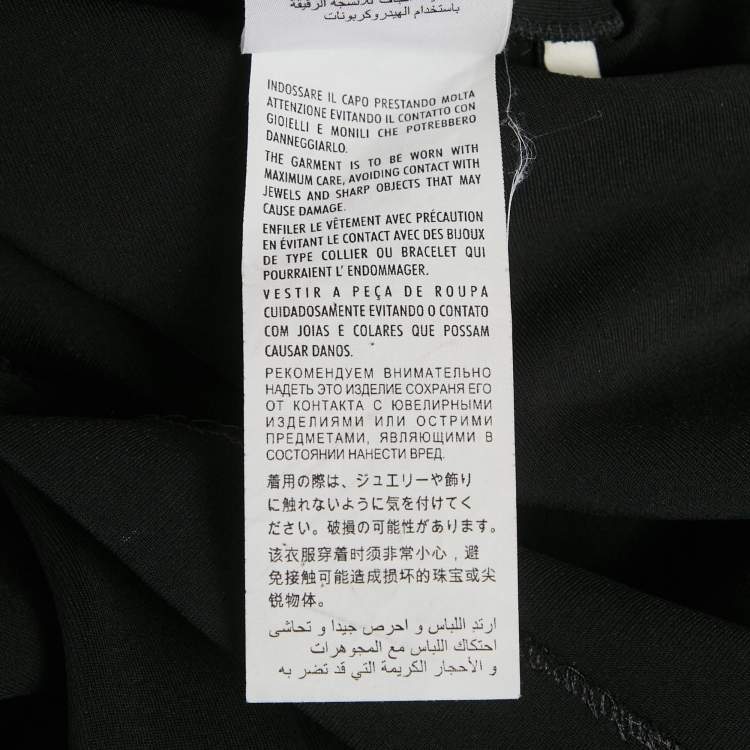 باستخدام الهيدروكربونات
INDOSSARE IL CAPO PRESTANDO MOLTA
ATTENZIONE EVITANDO IL CONTATTO CON
GIOIELLI E MONILI CHE POTREBBERO
DANNEGGIARLO.
THE GARMENT IS TO BE WORN WITH
MAXIMUM CARE, AVOIDING CONTACT WITH
JEWELS AND SHARP OBJECTS THAT MAY
CAUSE DAMAGE.
ENFILER LE VÊTEMENT AVEC PRÉCAUTION
EN ÉVITANT LE CONTACT AVEC DES BIJOUX
DE TYPE COLLIER OU BRACELET QUI
POURRAIENT L' ENDOMMAGER.
VESTIR A PEÇA DE ROUPA
CUIDADOSAMENTE EVITANDO O CONTATO
COM JOIAS E COLARES QUE POSSAM
CAUSAR DANOS.
РЕКОМЕНДУЕМ ВНИМАТЕЛЬНО
НАДЕТЬ ЭТО ИЗДЕЛИЕ СОХРАНЯ ЕГО
ОТ КОНТАКТА С ЮВЕЛИРНЫМИ
ИЗДЕЛИЯМИ ИЛИ ОСТРИМИ
ПРЕДМЕТАМИ, ЯВЛЯЮЩИМИ В
СОСТОЯНИИ НАНЕСТИ ВРЕД.
着用の際は、ジュエリーや飾り
に触れないように気を付けてく
ださい。破損の可能性があります。
该衣服穿着时须非常小心，避
免接触可能造成损坏的珠宝或尖
锐物体。
ارتدِ اللباس و احرص جيدا و تحاشى
احتكاك اللباس مع المجوهرات
و الأحجار الكريمة التي قد تضر به